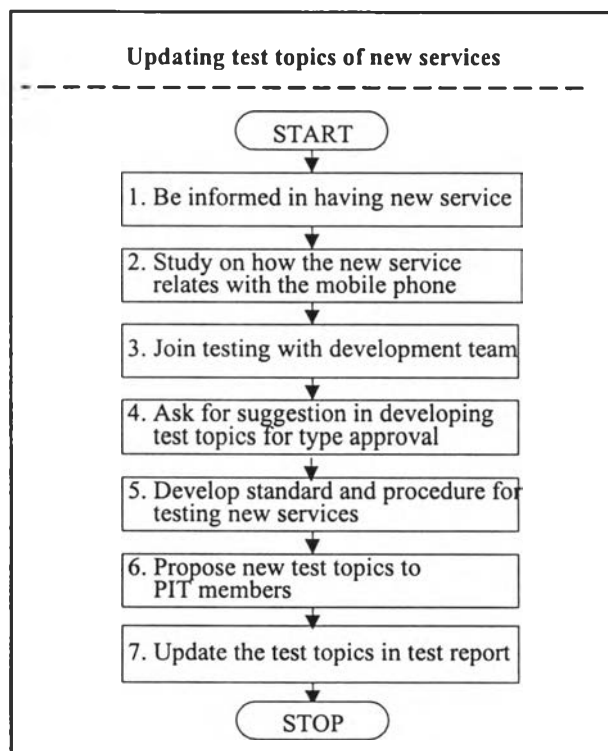 Updating test topics of new services
START
1. Be informed in having new service
2. Study on how the new service
relates with the mobile phone
3. Join testing with development team
4. Ask for suggestion in developing
test topics for type approval
5. Develop standard and procedure for
testing new services
6. Propose new test topics to
PIT members
7. Update the test topics in test report
STOP